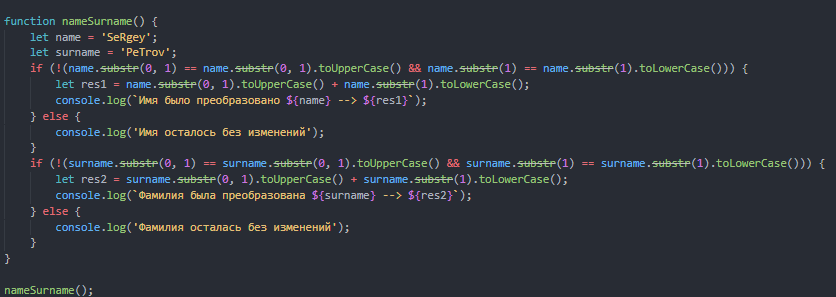 function nameSurname() {
    let name = 'SeRgey';
    let surname = 'PeTrov';
    if (!(name.substr(0, 1) == name.substr(0, 1).toUpperCase() && name.substr(1) == name.substr(1).toLowerCase())) {
        let res1 = name.substr(0, 1).toUpperCase() + name.substr(1).toLowerCase();
        console.log(`Имя было преобразовано ${name} --> ${res1}`);
    } else {
        console.log('Имя осталось без изменений');
    }
    if (!(surname.substr(0, 1) == surname.substr(0, 1).toUpperCase() && surname.substr(1) == surname.substr(1).toLowerCase())) {
        let res2 = surname.substr(0, 1).toUpperCase() + surname.substr(1).toLowerCase();
        console.log(`Фамилия была преобразована ${surname} --> ${res2}`);
    } else {
        console.log('Фамилия осталась без изменений');
    }
}
nameSurname();